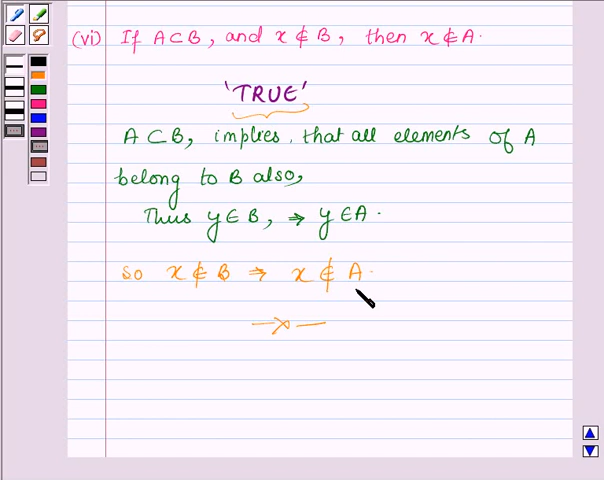 (vi) If A⊂B, and x∉B, then x∉A.
'TRUE'
A⊂B, implies, that all elements of A
belong to B also,
Thus y∈B, ⇒ y∈A.
So x∉B ⇒ x∉A.